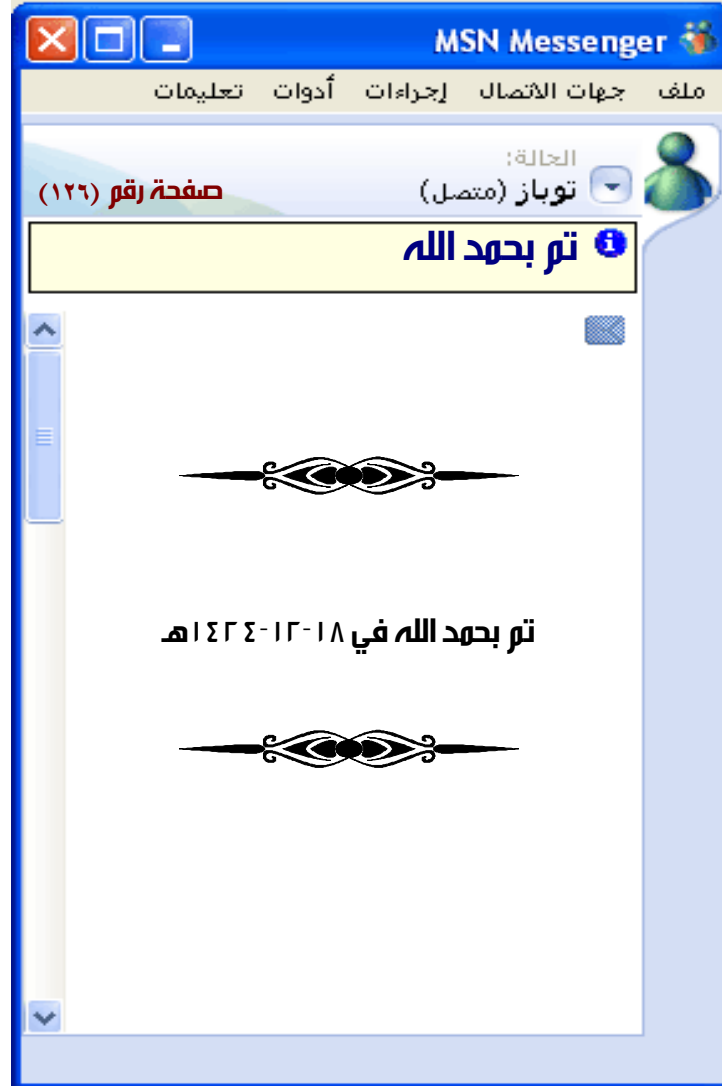 MSN Messenger
ملف جهات الاتصال إجراءات أدوات تعليمات
الحالة:
توباز (متصل)
صفحة رقم (١٢٦)
تم بحمد الله
تم بحمد الله في ١٨-١٢-١٤٢٤هـ